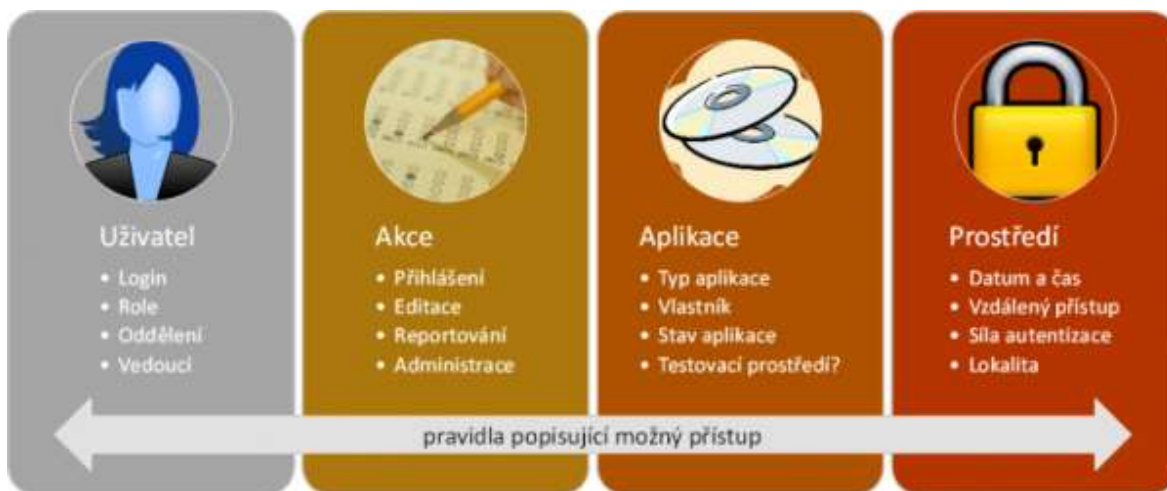 Uživatel
• Login
• Role
• Oddělení
• Vedoucí
Akce
• Přihlášení
• Editace
• Reportování
• Administrace
Aplikace
• Typ aplikace
• Vlastník
• Stav aplikace
• Testovací prostředí?
Prostředí
• Datum a čas
• Vzdálený přístup
• Síla autentizace
• Lokalita
pravidla popisující možný přístup